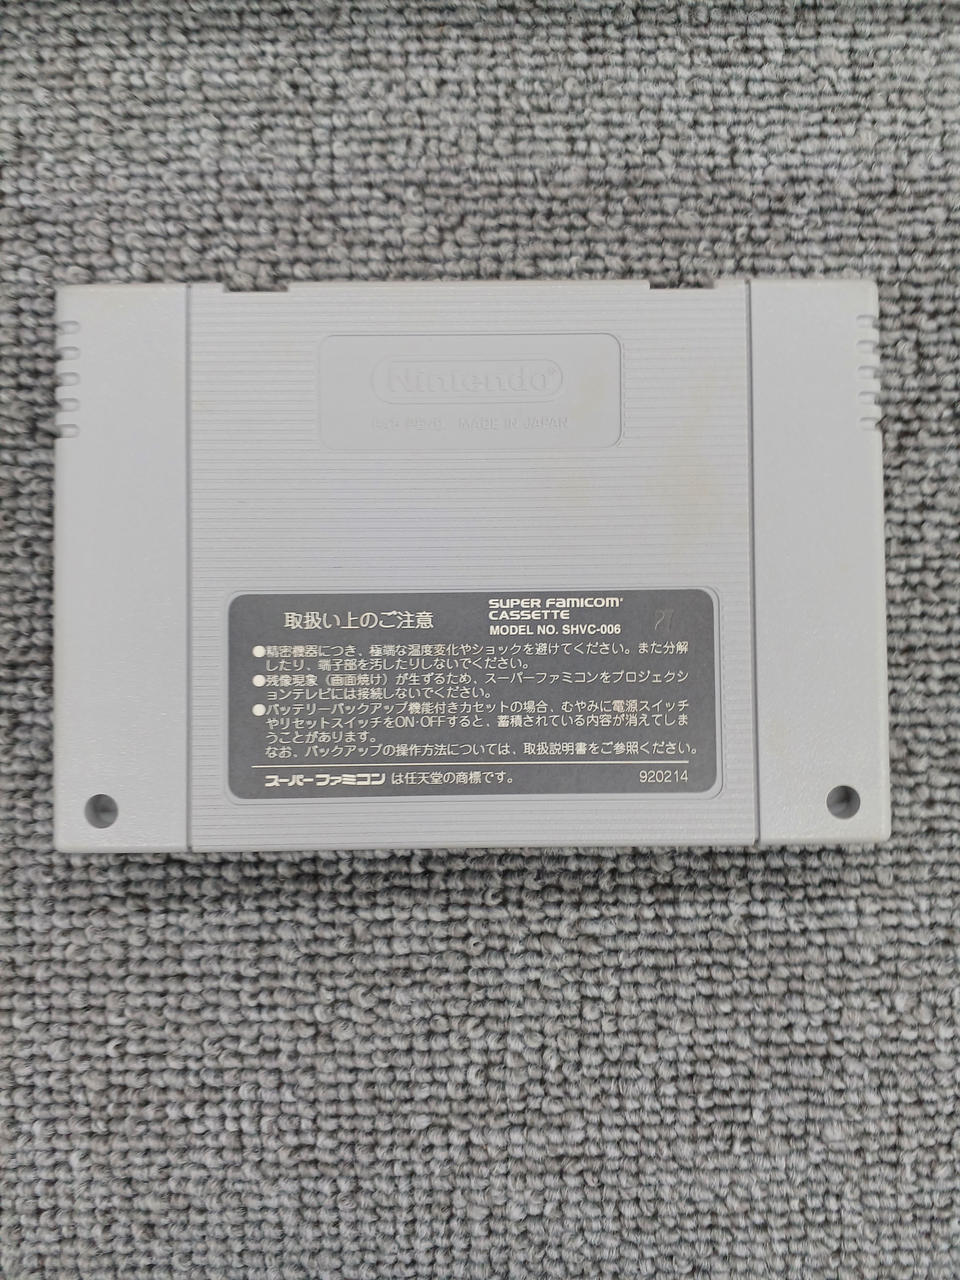 Nintendo®
MADE IN JAPAN
取扱い上のご注意
SUPER FAMICOM
CASSETTE
MODEL NO. SHVC-006
●精密機器につき、極端な温度変化やショックを避けてください。また分解
したり、端子部を汚したりしないでください。
●残像現象(画面焼け)が生ずるため、スーパーファミコンをプロジェクシ
ョンテレビには接続しないでください。
●バッテリーバックアップ機能付きカセットの場合、むやみに電源スイッチ
やリセットスイッチをON・OFFすると、蓄積されている内容が消えてしま
うことがあります。
なお、バックアップの操作方法については、取扱説明書をご参照ください。
スーパーファミコン は任天堂の商標です。
920214